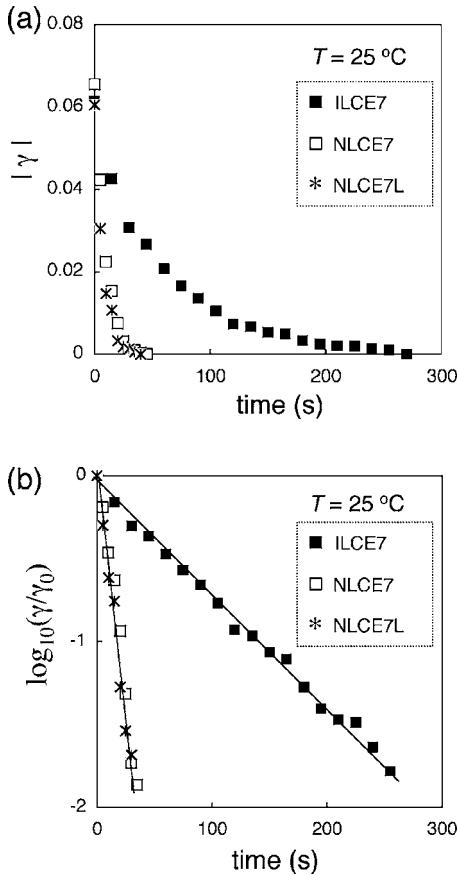 (a)
0.08
0.06
0.04
0.02
0
| γ |
T = 25 °C
■ ILCE7
□ NLCE7
* NLCE7L
0 100 200 300
time (s)
(b)
0
-1
-2
log10(γ/γ0)
T = 25 °C
■ ILCE7
□ NLCE7
* NLCE7L
0 100 200 300
time (s)